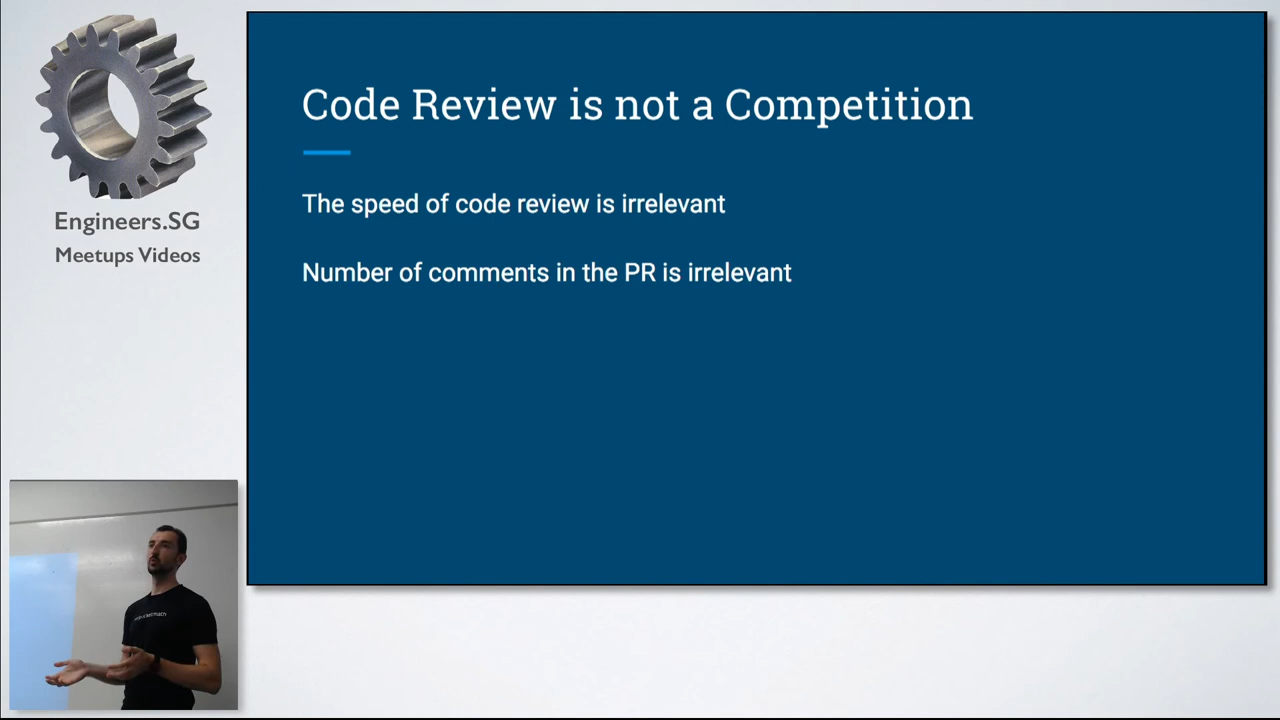 Code Review is not a Competition
The speed of code review is irrelevant
Number of comments in the PR is irrelevant
Engineers.SG
Meetups Videos